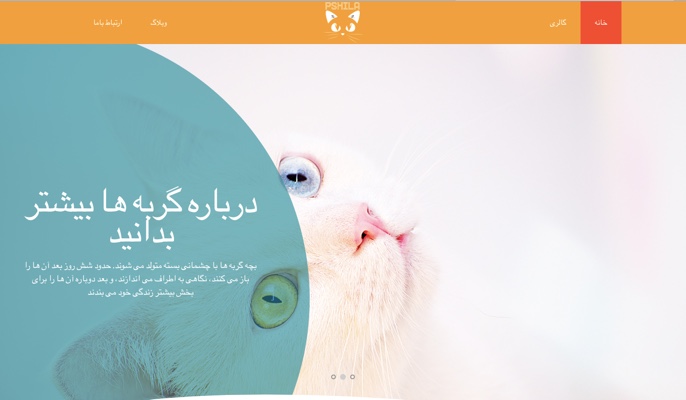 PSHILA
خانه
گالری
وبلاگ
ارتباط باما
درباره گربه ها بیشتر
بدانید
بچه گربه ها با چشمانی بسته متولد می شوند. حدود شش روز بعد آن ها را
باز می کنند، نگاهی به اطراف می اندازند، و بعد دوباره آن ها را برای
بخش بیشتر زندگی خود می بندند